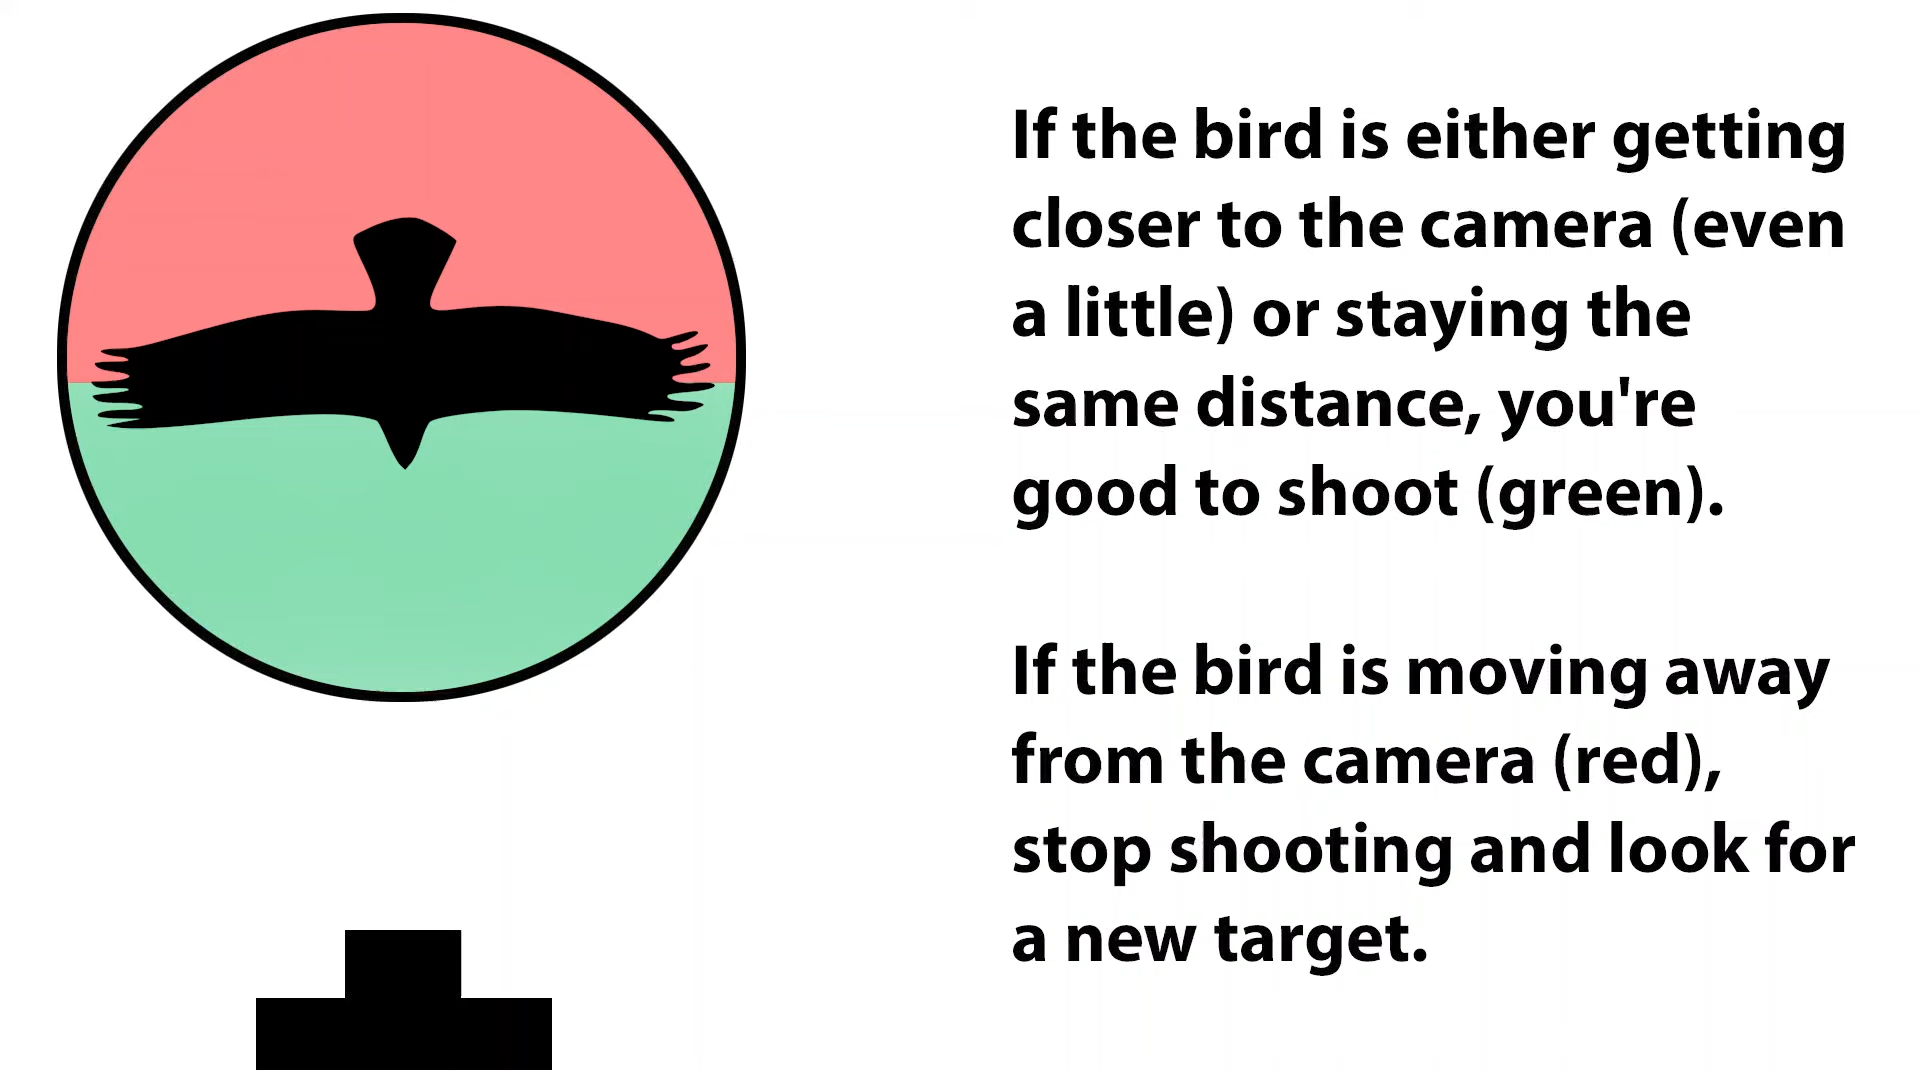 If the bird is either getting
closer to the camera (even
a little) or staying the
same distance, you're
good to shoot (green).
If the bird is moving away
from the camera (red),
stop shooting and look for
a new target.